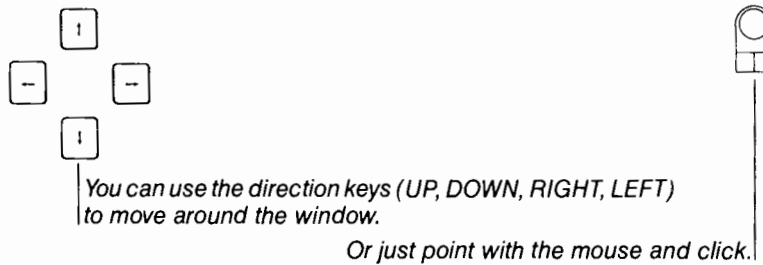 ↑
← →
↓
You can use the direction keys (UP, DOWN, RIGHT, LEFT)
to move around the window.
Or just point with the mouse and click.